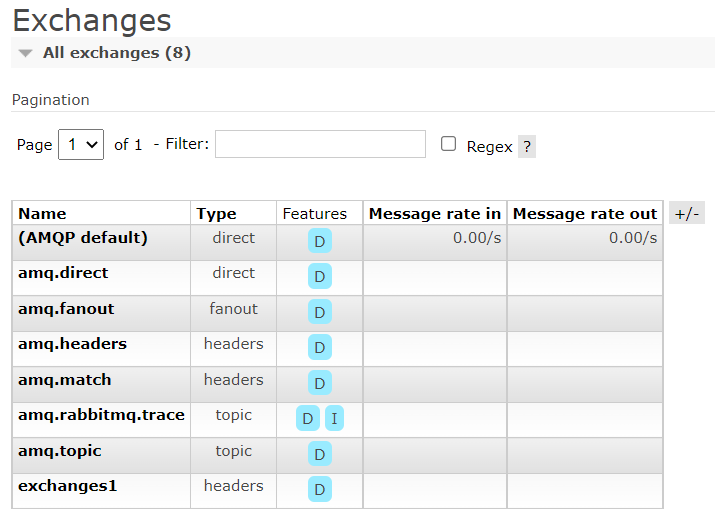 Exchanges
All exchanges (8)
Pagination
Page 1 of 1 - Filter: Regex ?
Name Type Features Message rate in Message rate out +/-
(AMQP default) direct D 0.00/s 0.00/s
amq.direct direct D
amq.fanout fanout D
amq.headers headers D
amq.match headers D
amq.rabbitmq.trace topic D I
amq.topic topic D
exchanges1 headers D